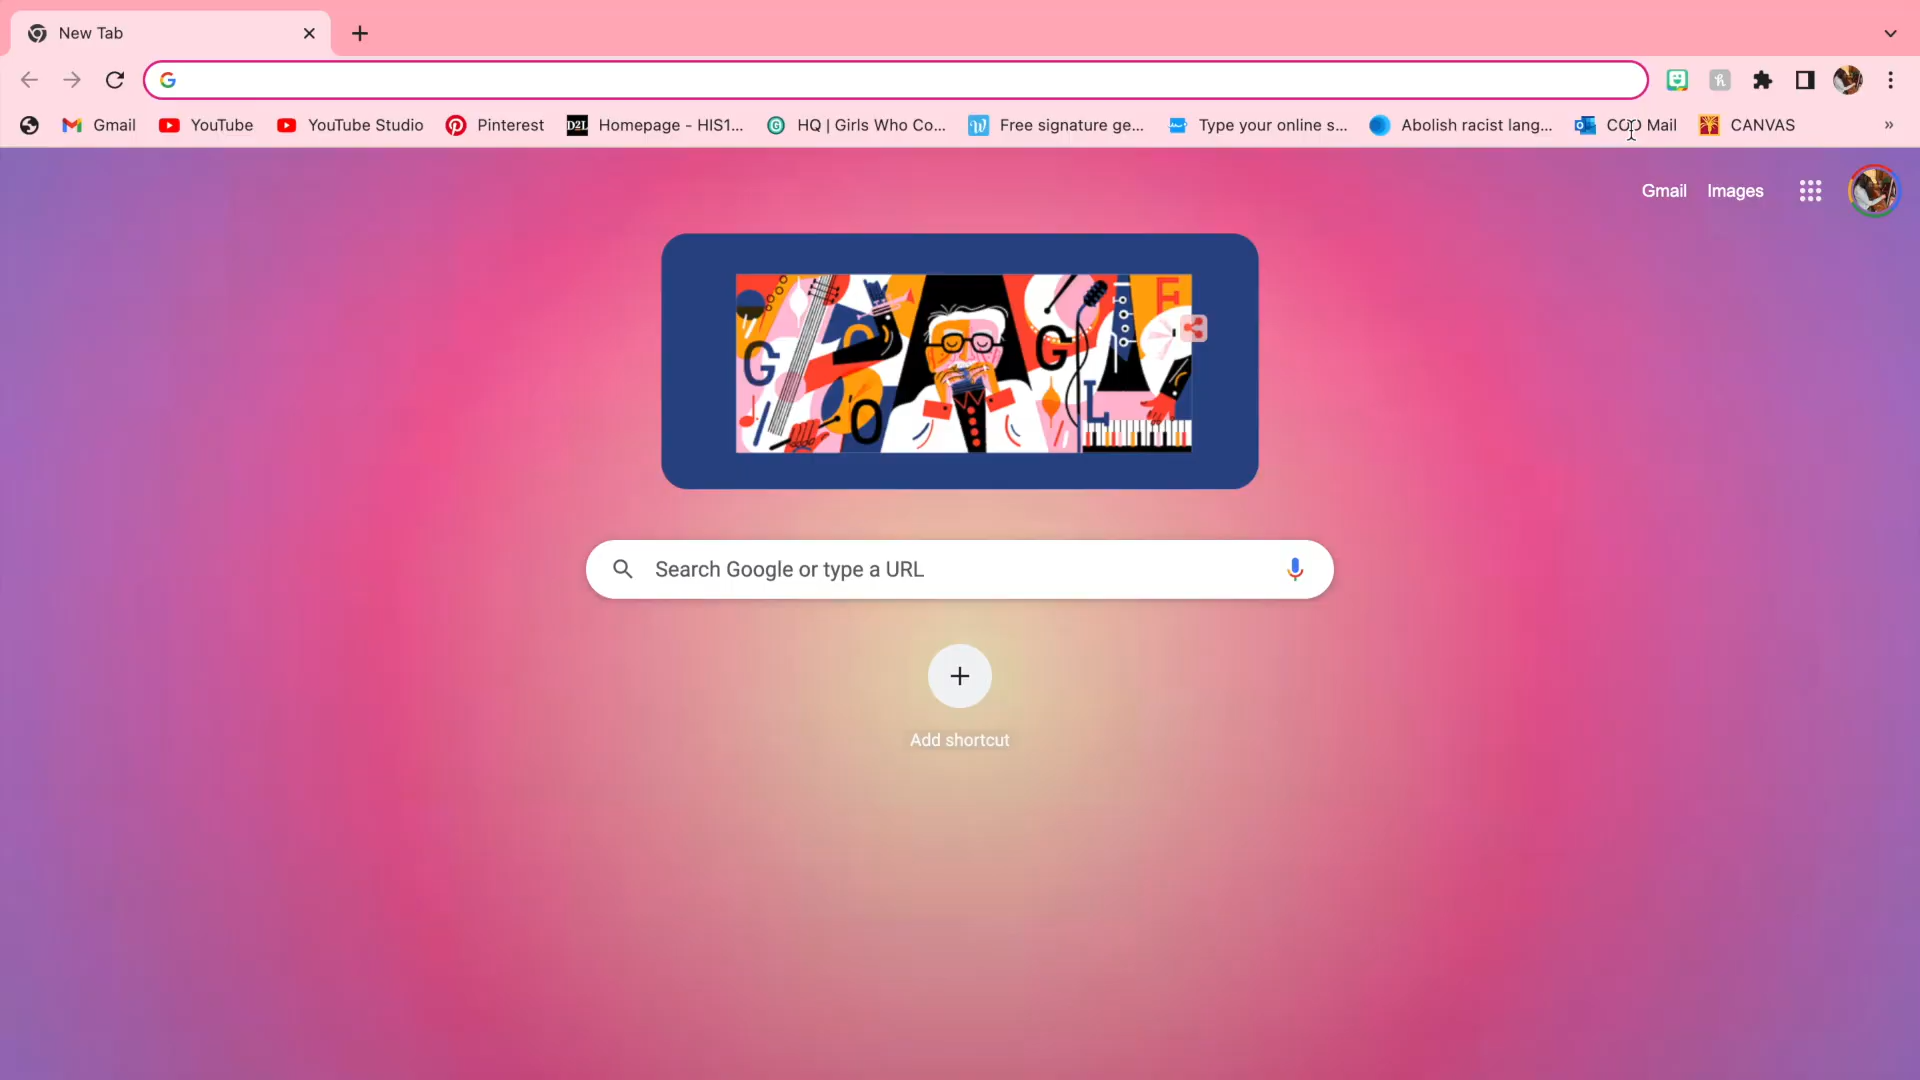 New Tab
Gmail YouTube YouTube Studio Pinterest D2L Homepage - HIS1... HQ | Girls Who Co... Free signature ge... Type your online s... Abolish racist lang... Mail CANVAS »
Gmail Images
G O O G L E
Search Google or type a URL
Add shortcut